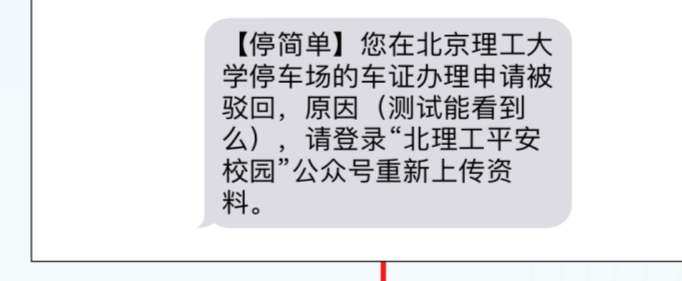 【停简单】您在北京理工大
学停车场的车证办理申请被
驳回，原因（测试能看到
么），请登录“北理工平安
校园”公众号重新上传资
料。